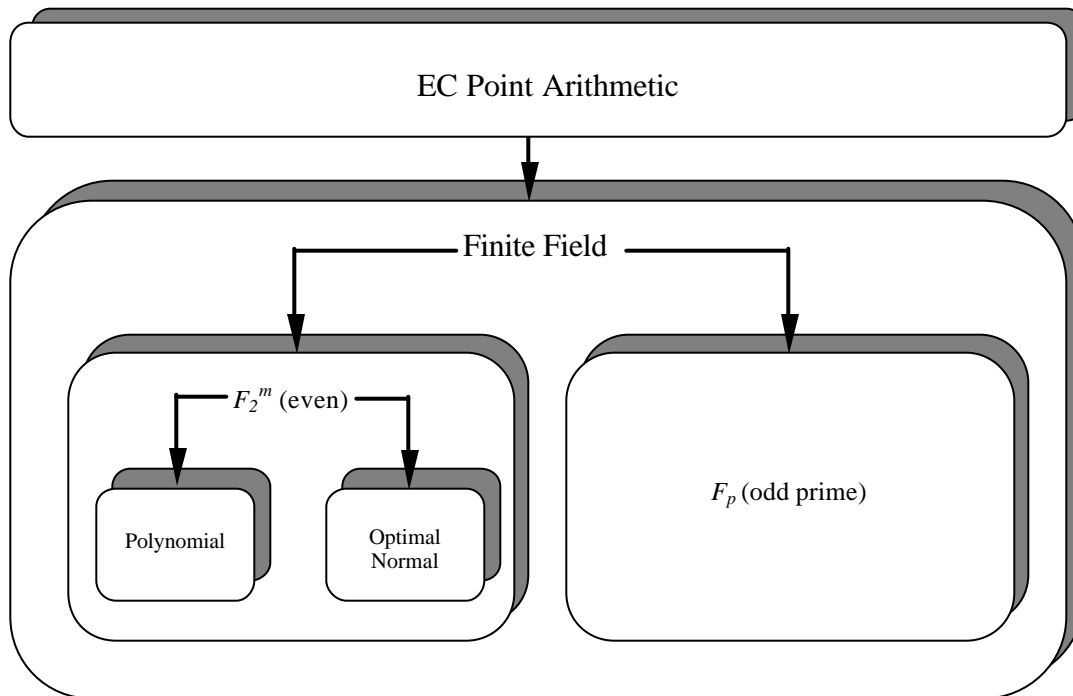 EC Point Arithmetic
Finite Field
F₂ᵐ (even)
Polynomial
Optimal
Normal
Fₚ (odd prime)